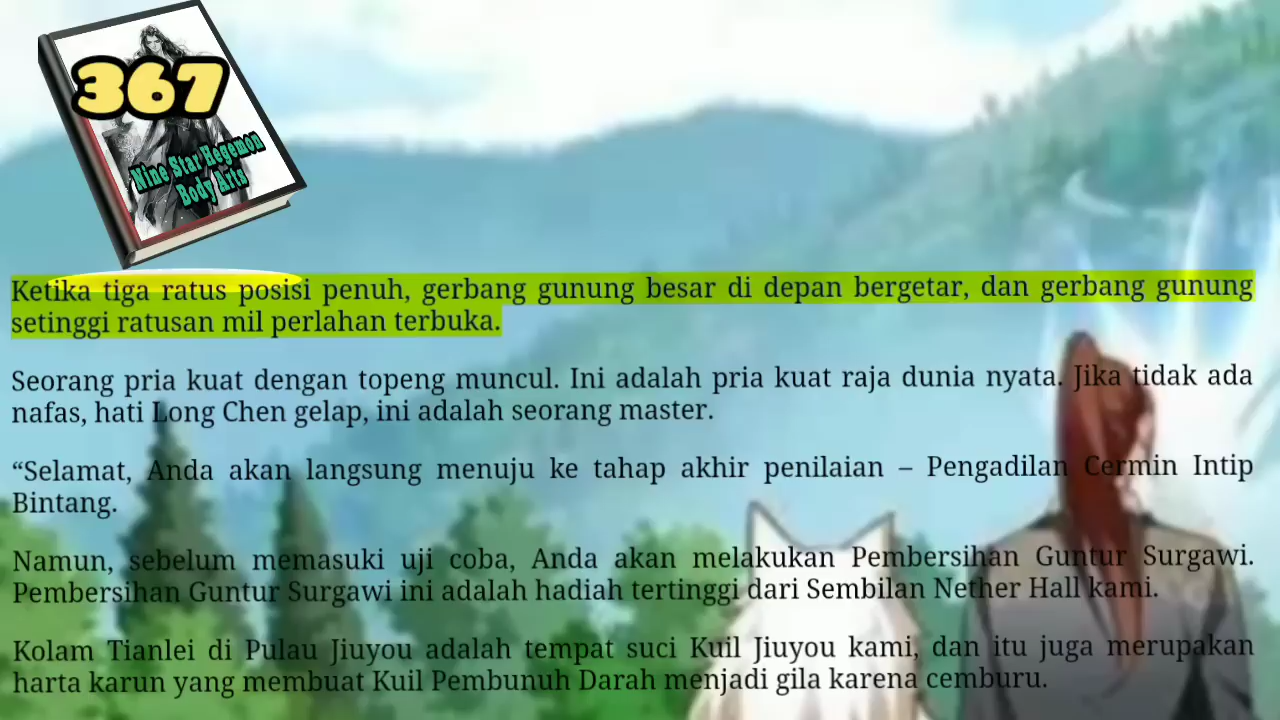 367
Nine Star Hegemon
Body Arts
Ketika tiga ratus posisi penuh, gerbang gunung besar di depan bergetar, dan gerbang gunung
setinggi ratusan mil perlahan terbuka.
Seorang pria kuat dengan topeng muncul. Ini adalah pria kuat raja dunia nyata. Jika tidak ada
nafas, hati Long Chen gelap, ini adalah seorang master.
“Selamat, Anda akan langsung menuju ke tahap akhir penilaian – Pengadilan Cermin Intip
Bintang.
Namun, sebelum memasuki uji coba, Anda akan melakukan Pembersihan Guntur Surgawi.
Pembersihan Guntur Surgawi ini adalah hadiah tertinggi dari Sembilan Nether Hall kami.
Kolam Tianlei di Pulau Jiuyou adalah tempat suci Kuil Jiuyou kami, dan itu juga merupakan
harta karun yang membuat Kuil Pembunuh Darah menjadi gila karena cemburu.